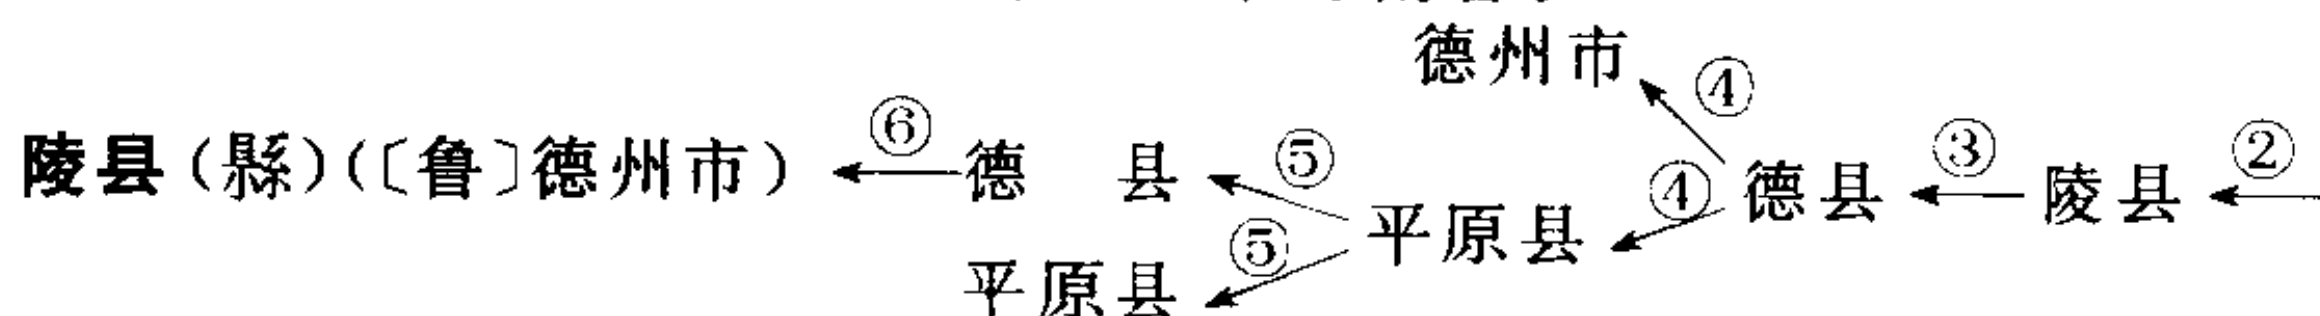 德州市 ④
陵县(縣)(〔鲁〕德州市) ⑥ 德 县 ⑤ ④ 德县 ③ 陵县 ②
平原县 ⑤ 平原县